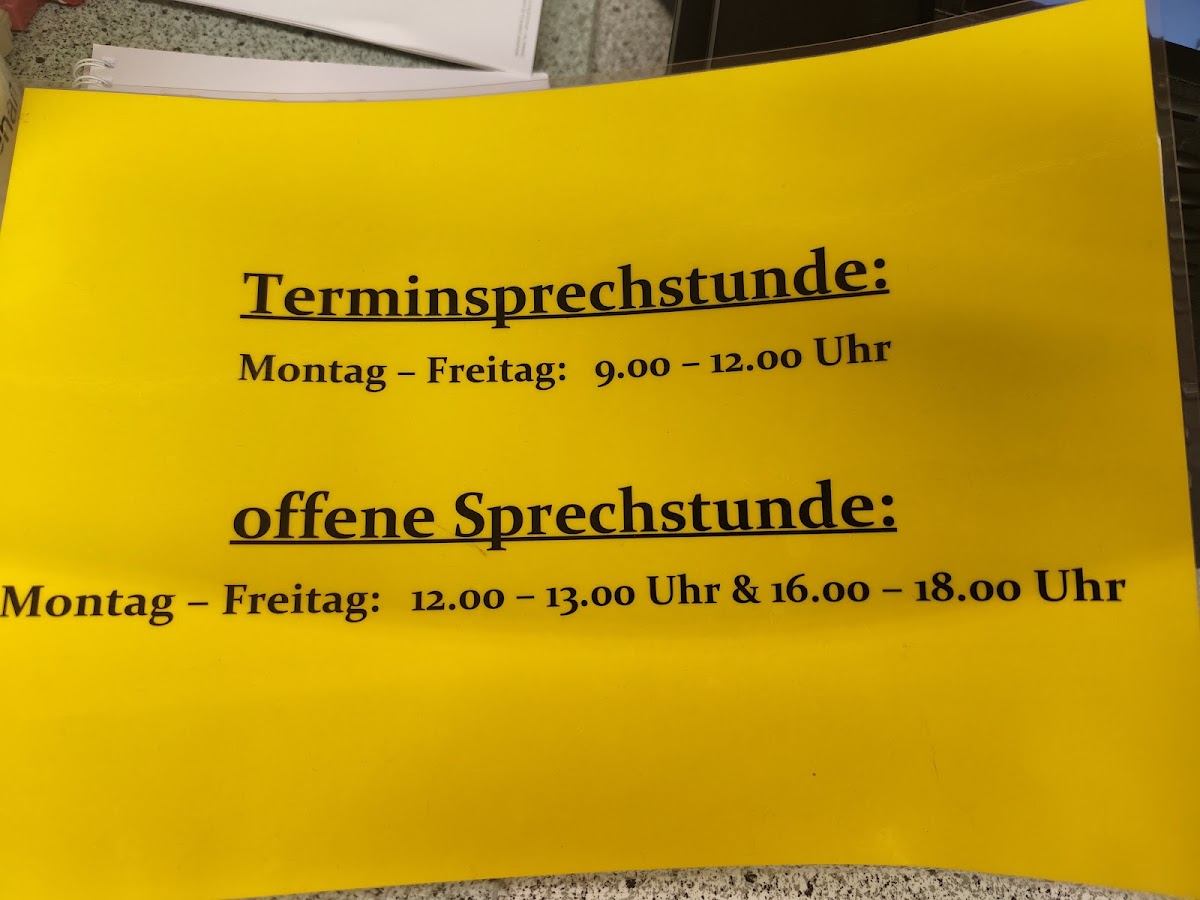 Terminsprechstunde:
Montag – Freitag: 9.00 – 12.00 Uhr
offene Sprechstunde:
Montag – Freitag: 12.00 – 13.00 Uhr & 16.00 – 18.00 Uhr